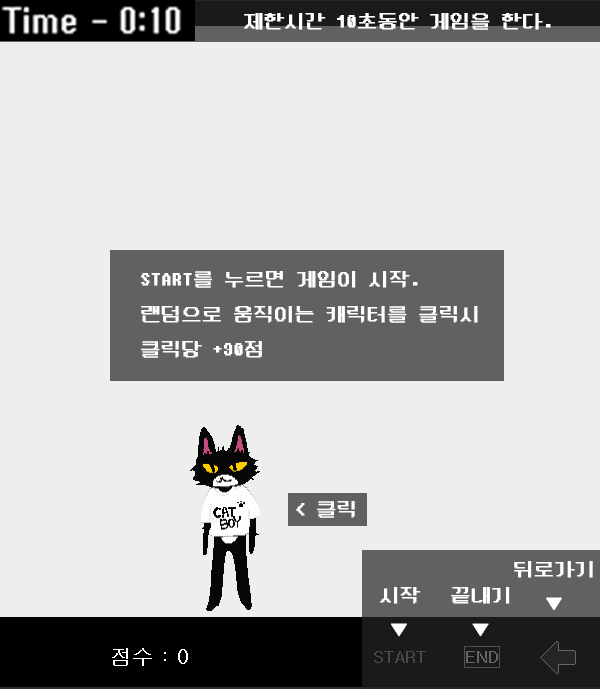 Time - 0:10
제한시간 10초동안 게임을 한다.
START를 누르면 게임이 시작.
랜덤으로 움직이는 캐릭터를 클릭시
클릭당 +30점
CAT
BOY
< 클릭
뒤로가기
시작
끝내기
점수 : 0
START
END